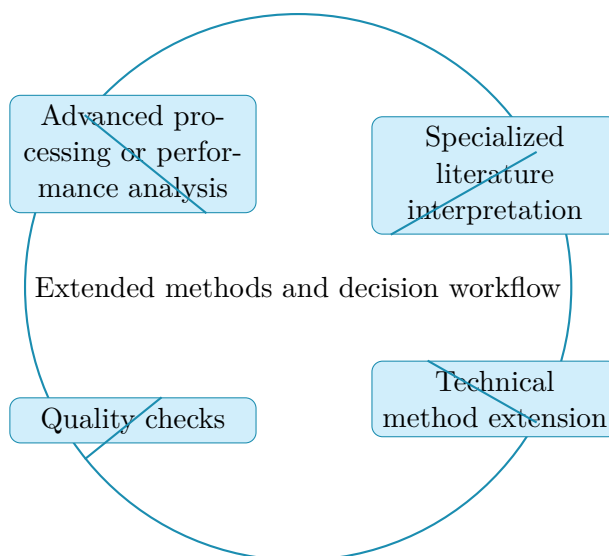 Advanced pro-
cessing or perfor-
mance analysis
Specialized
literature
interpretation
Extended methods and decision workflow
Quality checks
Technical
method extension